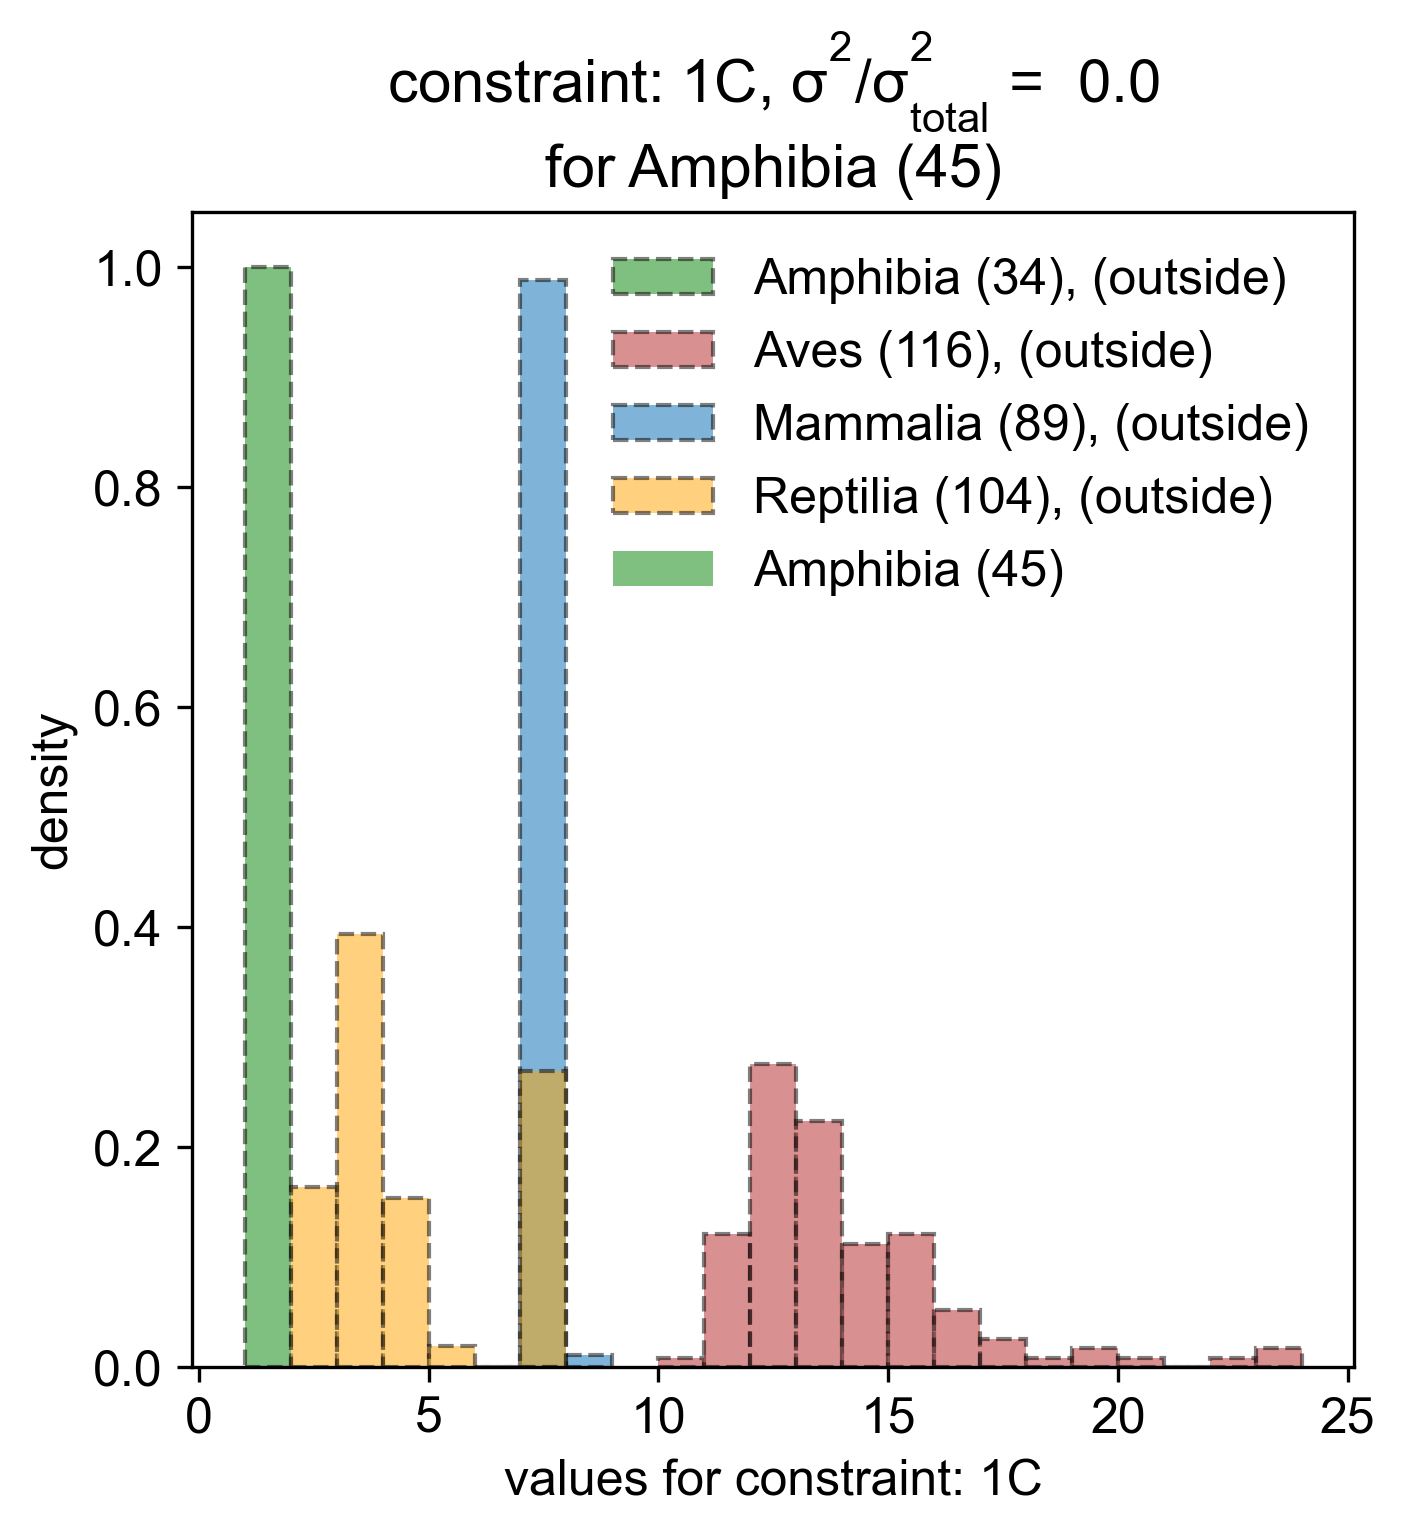 constraint: 1C, σ²/σ²total = 0.0
for Amphibia (45)
Amphibia (34), (outside)
Aves (116), (outside)
Mammalia (89), (outside)
Reptilia (104), (outside)
Amphibia (45)
density
1.0
0.8
0.6
0.4
0.2
0.0
0 5 10 15 20 25
values for constraint: 1C